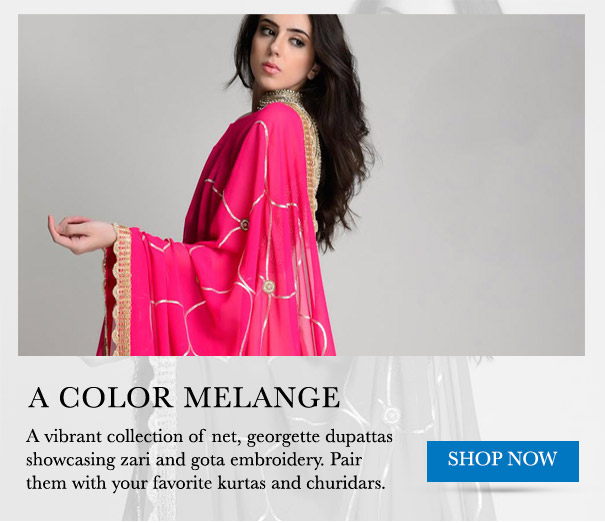 A COLOR MELANGE
A vibrant collection of net, georgette dupattas
showcasing zari and gota embroidery. Pair
them with your favorite kurtas and churidars.
SHOP NOW